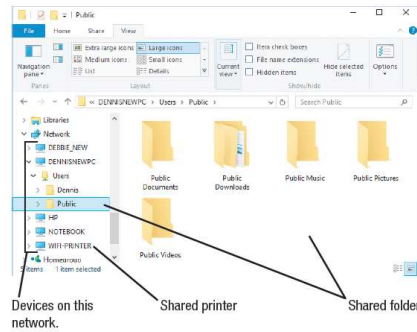 Public
File Home Share View
Navigation pane
Extra large icons Large icons
Medium icons Small icons
List Details
Current view
Item check boxes
File name extensions
Hidden items
Hide selected items
Options
Panes Layout Show/hide
« DENNISNEWPC > Users > Public > Search Public
Libraries
Network
DEBBIE_NEW
DENNISNEWPC
Users
Dennis
Public
HP
NOTEBOOK
WIFI-PRINTER
Homegroup
Public Documents
Public Downloads
Public Music
Public Pictures
Public Videos
5 items 1 item selected
Devices on this network.
Shared printer
Shared folde